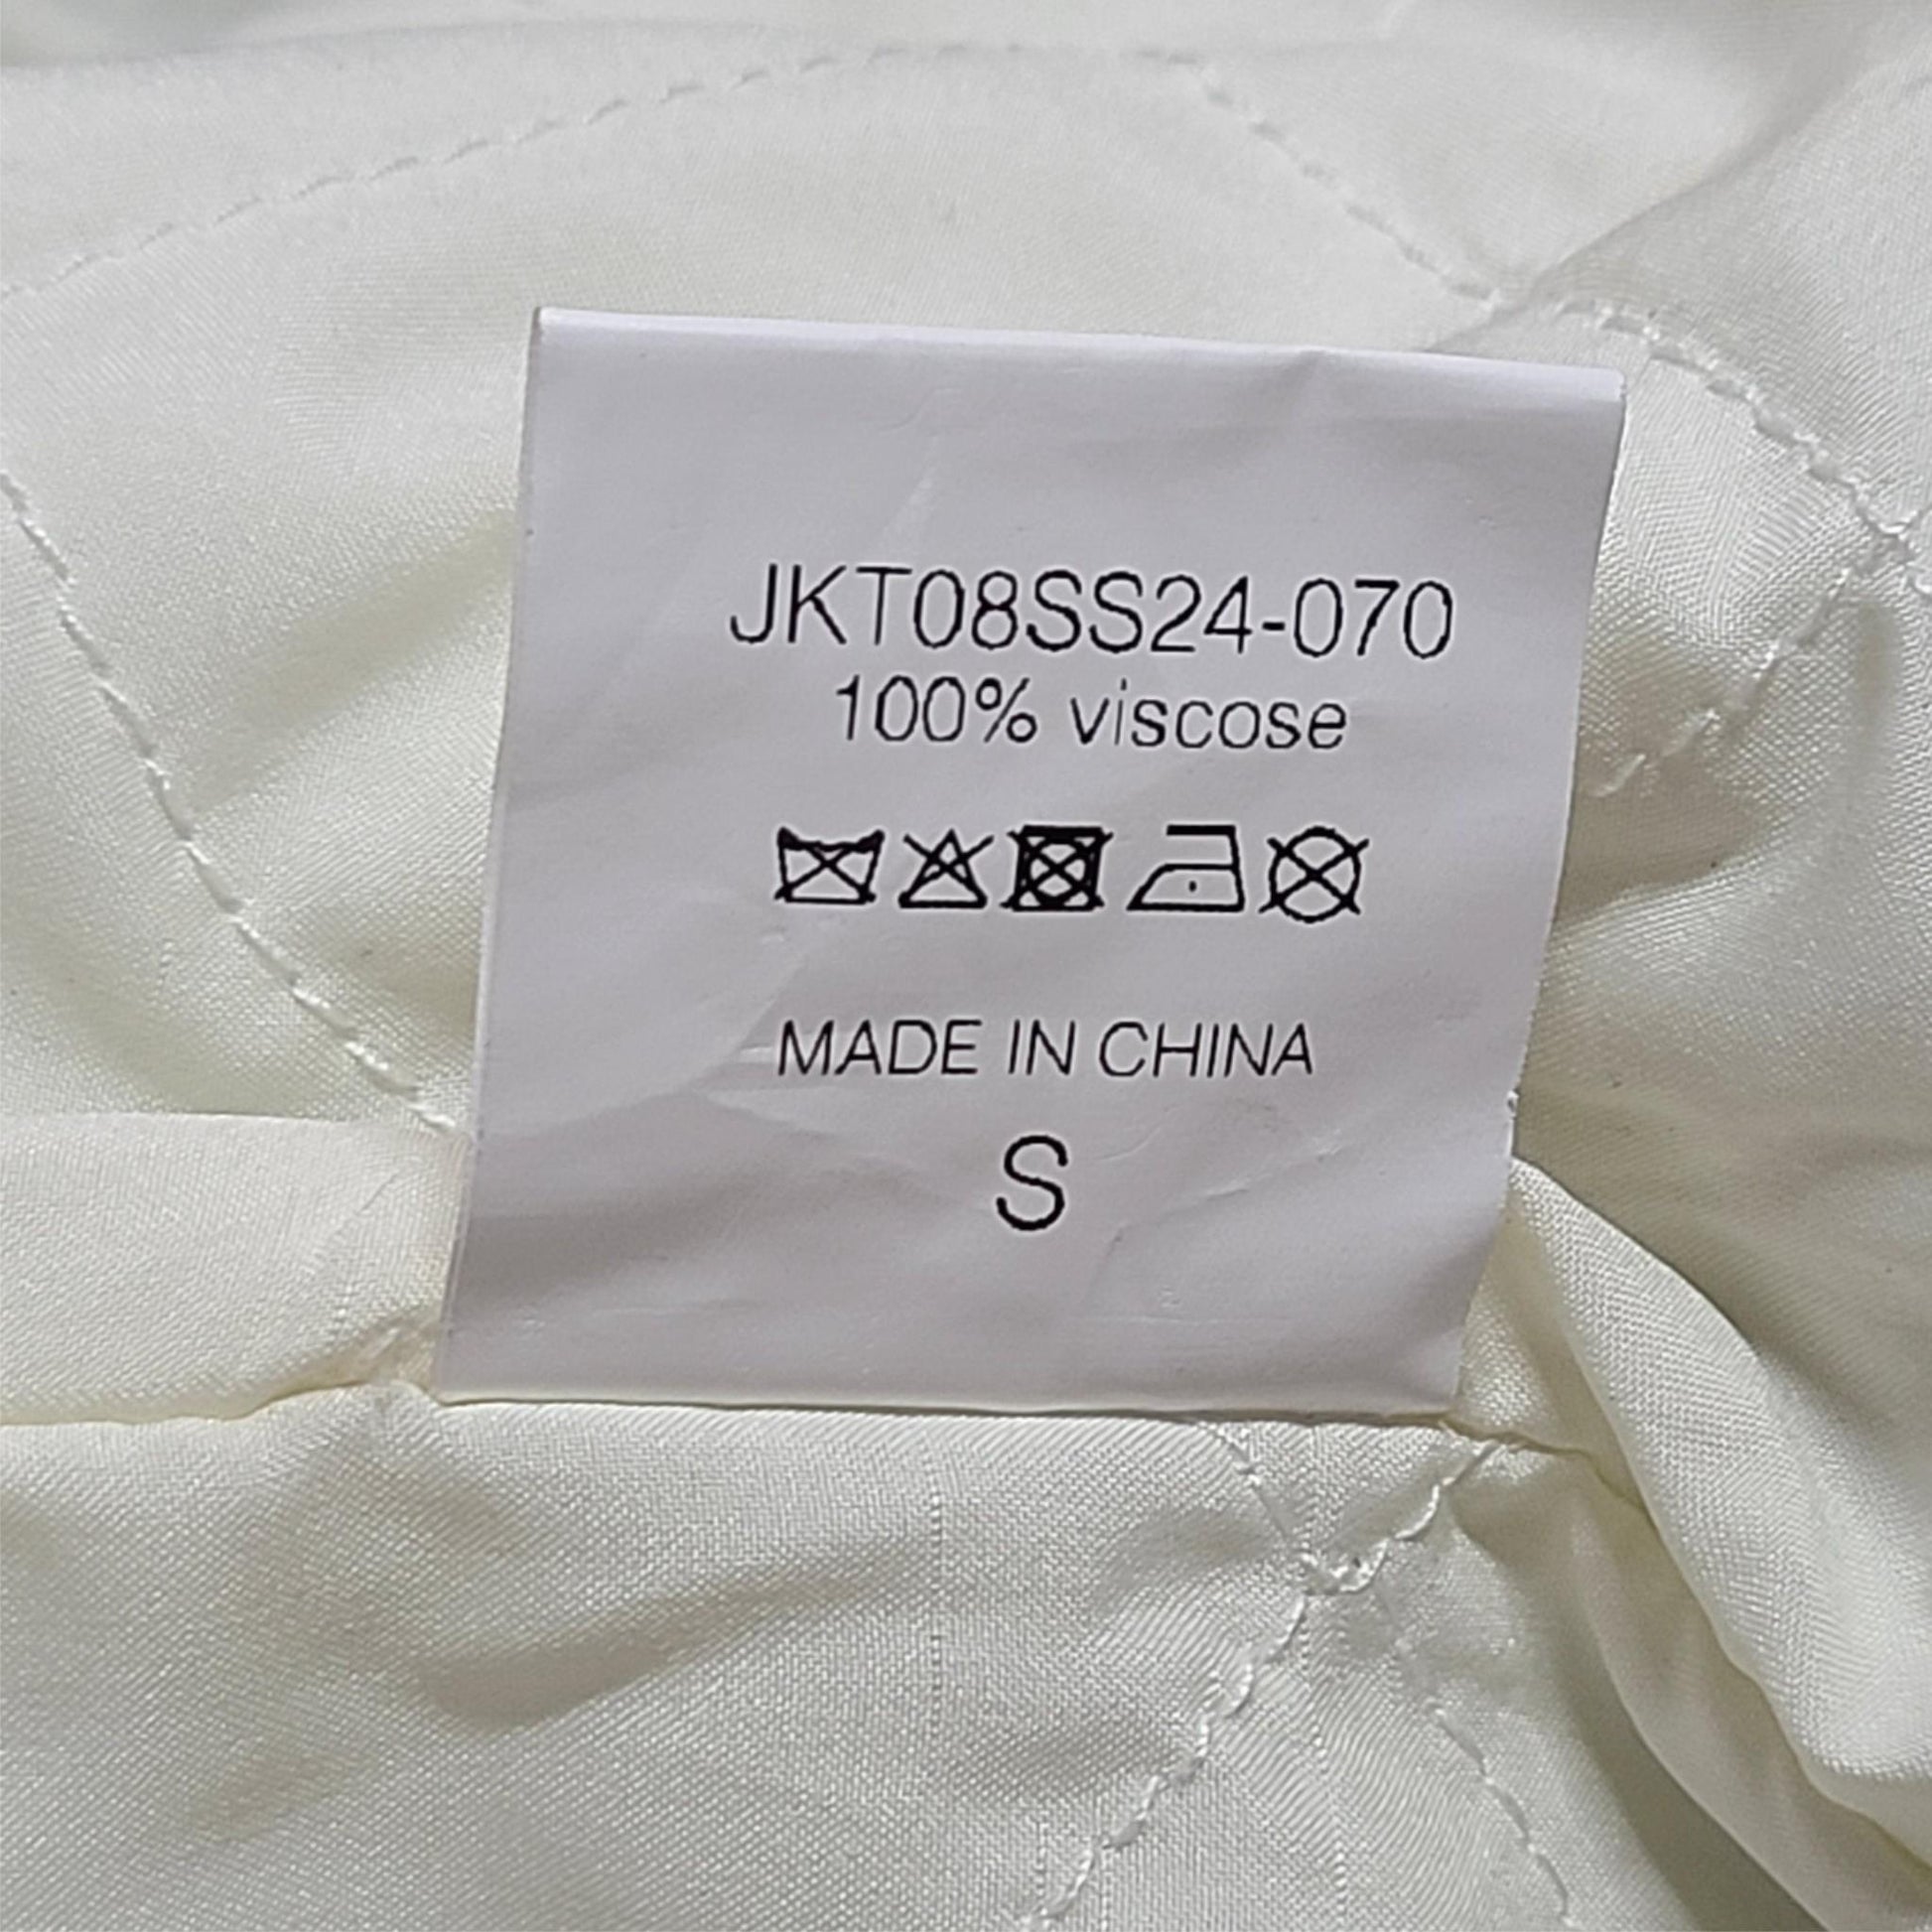 JKT08SS24-070
100% viscose
MADE IN CHINA
S